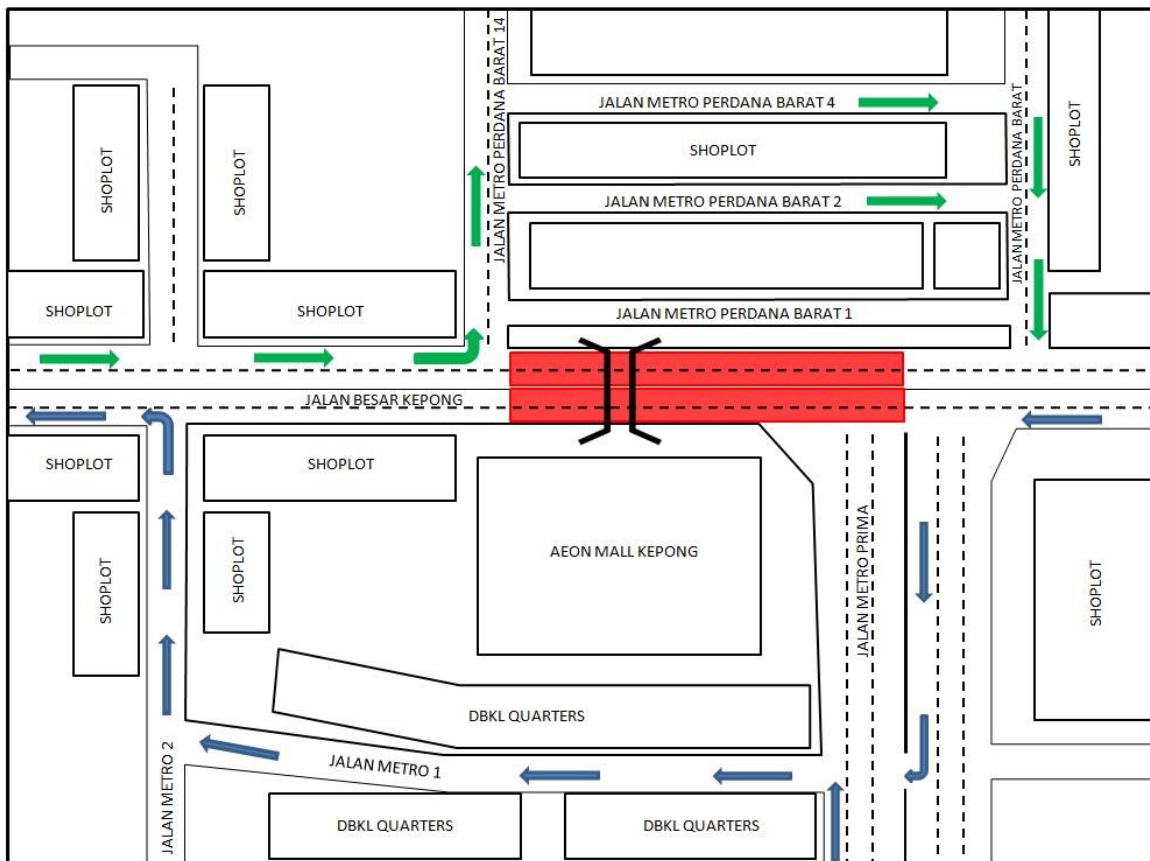 JALAN METRO PERDANA BARAT 14
JALAN METRO PERDANA BARAT 4
JALAN METRO PERDANA BARAT
SHOPLOT
SHOPLOT
SHOPLOT
SHOPLOT
JALAN METRO PERDANA BARAT 2
SHOPLOT
SHOPLOT
JALAN METRO PERDANA BARAT 1
JALAN BESAR KEPONG
SHOPLOT
SHOPLOT
SHOPLOT
SHOPLOT
AEON MALL KEPONG
JALAN METRO PRIMA
SHOPLOT
DBKL QUARTERS
JALAN METRO 2
JALAN METRO 1
DBKL QUARTERS
DBKL QUARTERS